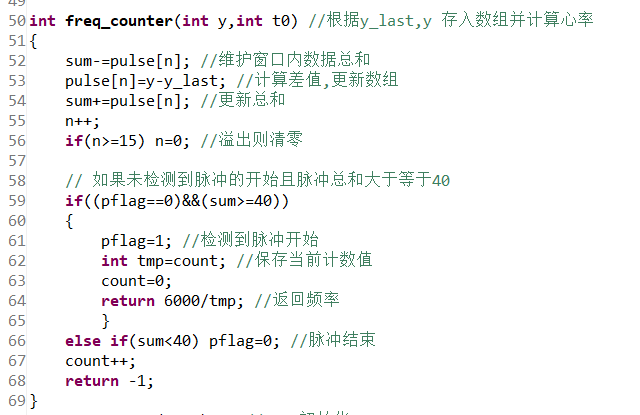 50 int freq_counter(int y,int t0) //根据y_last,y 存入数组并计算心率
51 {
52     sum-=pulse[n]; //维护窗口内数据总和
53     pulse[n]=y-y_last; //计算差值,更新数组
54     sum+=pulse[n]; //更新总和
55     n++;
56     if(n>=15) n=0; //溢出则清零
57
58     // 如果未检测到脉冲的开始且脉冲总和大于等于40
59     if((pflag==0)&&(sum>=40))
60     {
61         pflag=1; //检测到脉冲开始
62         int tmp=count; //保存当前计数值
63         count=0;
64         return 6000/tmp; //返回频率
65         }
66     else if(sum<40) pflag=0; //脉冲结束
67     count++;
68     return -1;
69 }